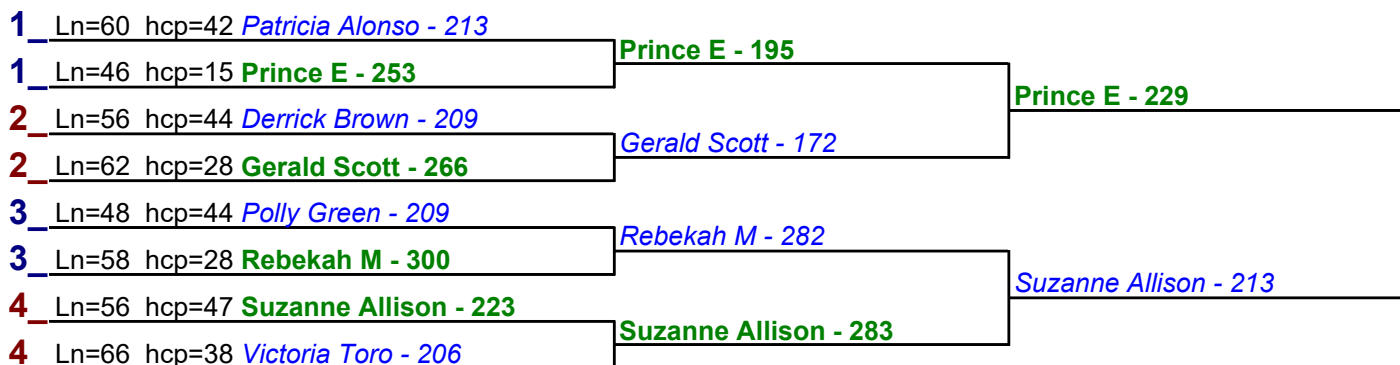 1_ Ln=60 hcp=42 Patricia Alonso - 213
Prince E - 195
1_ Ln=46 hcp=15 Prince E - 253
Prince E - 229
2_ Ln=56 hcp=44 Derrick Brown - 209
Gerald Scott - 172
2_ Ln=62 hcp=28 Gerald Scott - 266
3_ Ln=48 hcp=44 Polly Green - 209
Rebekah M - 282
3_ Ln=58 hcp=28 Rebekah M - 300
Suzanne Allison - 213
4_ Ln=56 hcp=47 Suzanne Allison - 223
Suzanne Allison - 283
4 Ln=66 hcp=38 Victoria Toro - 206